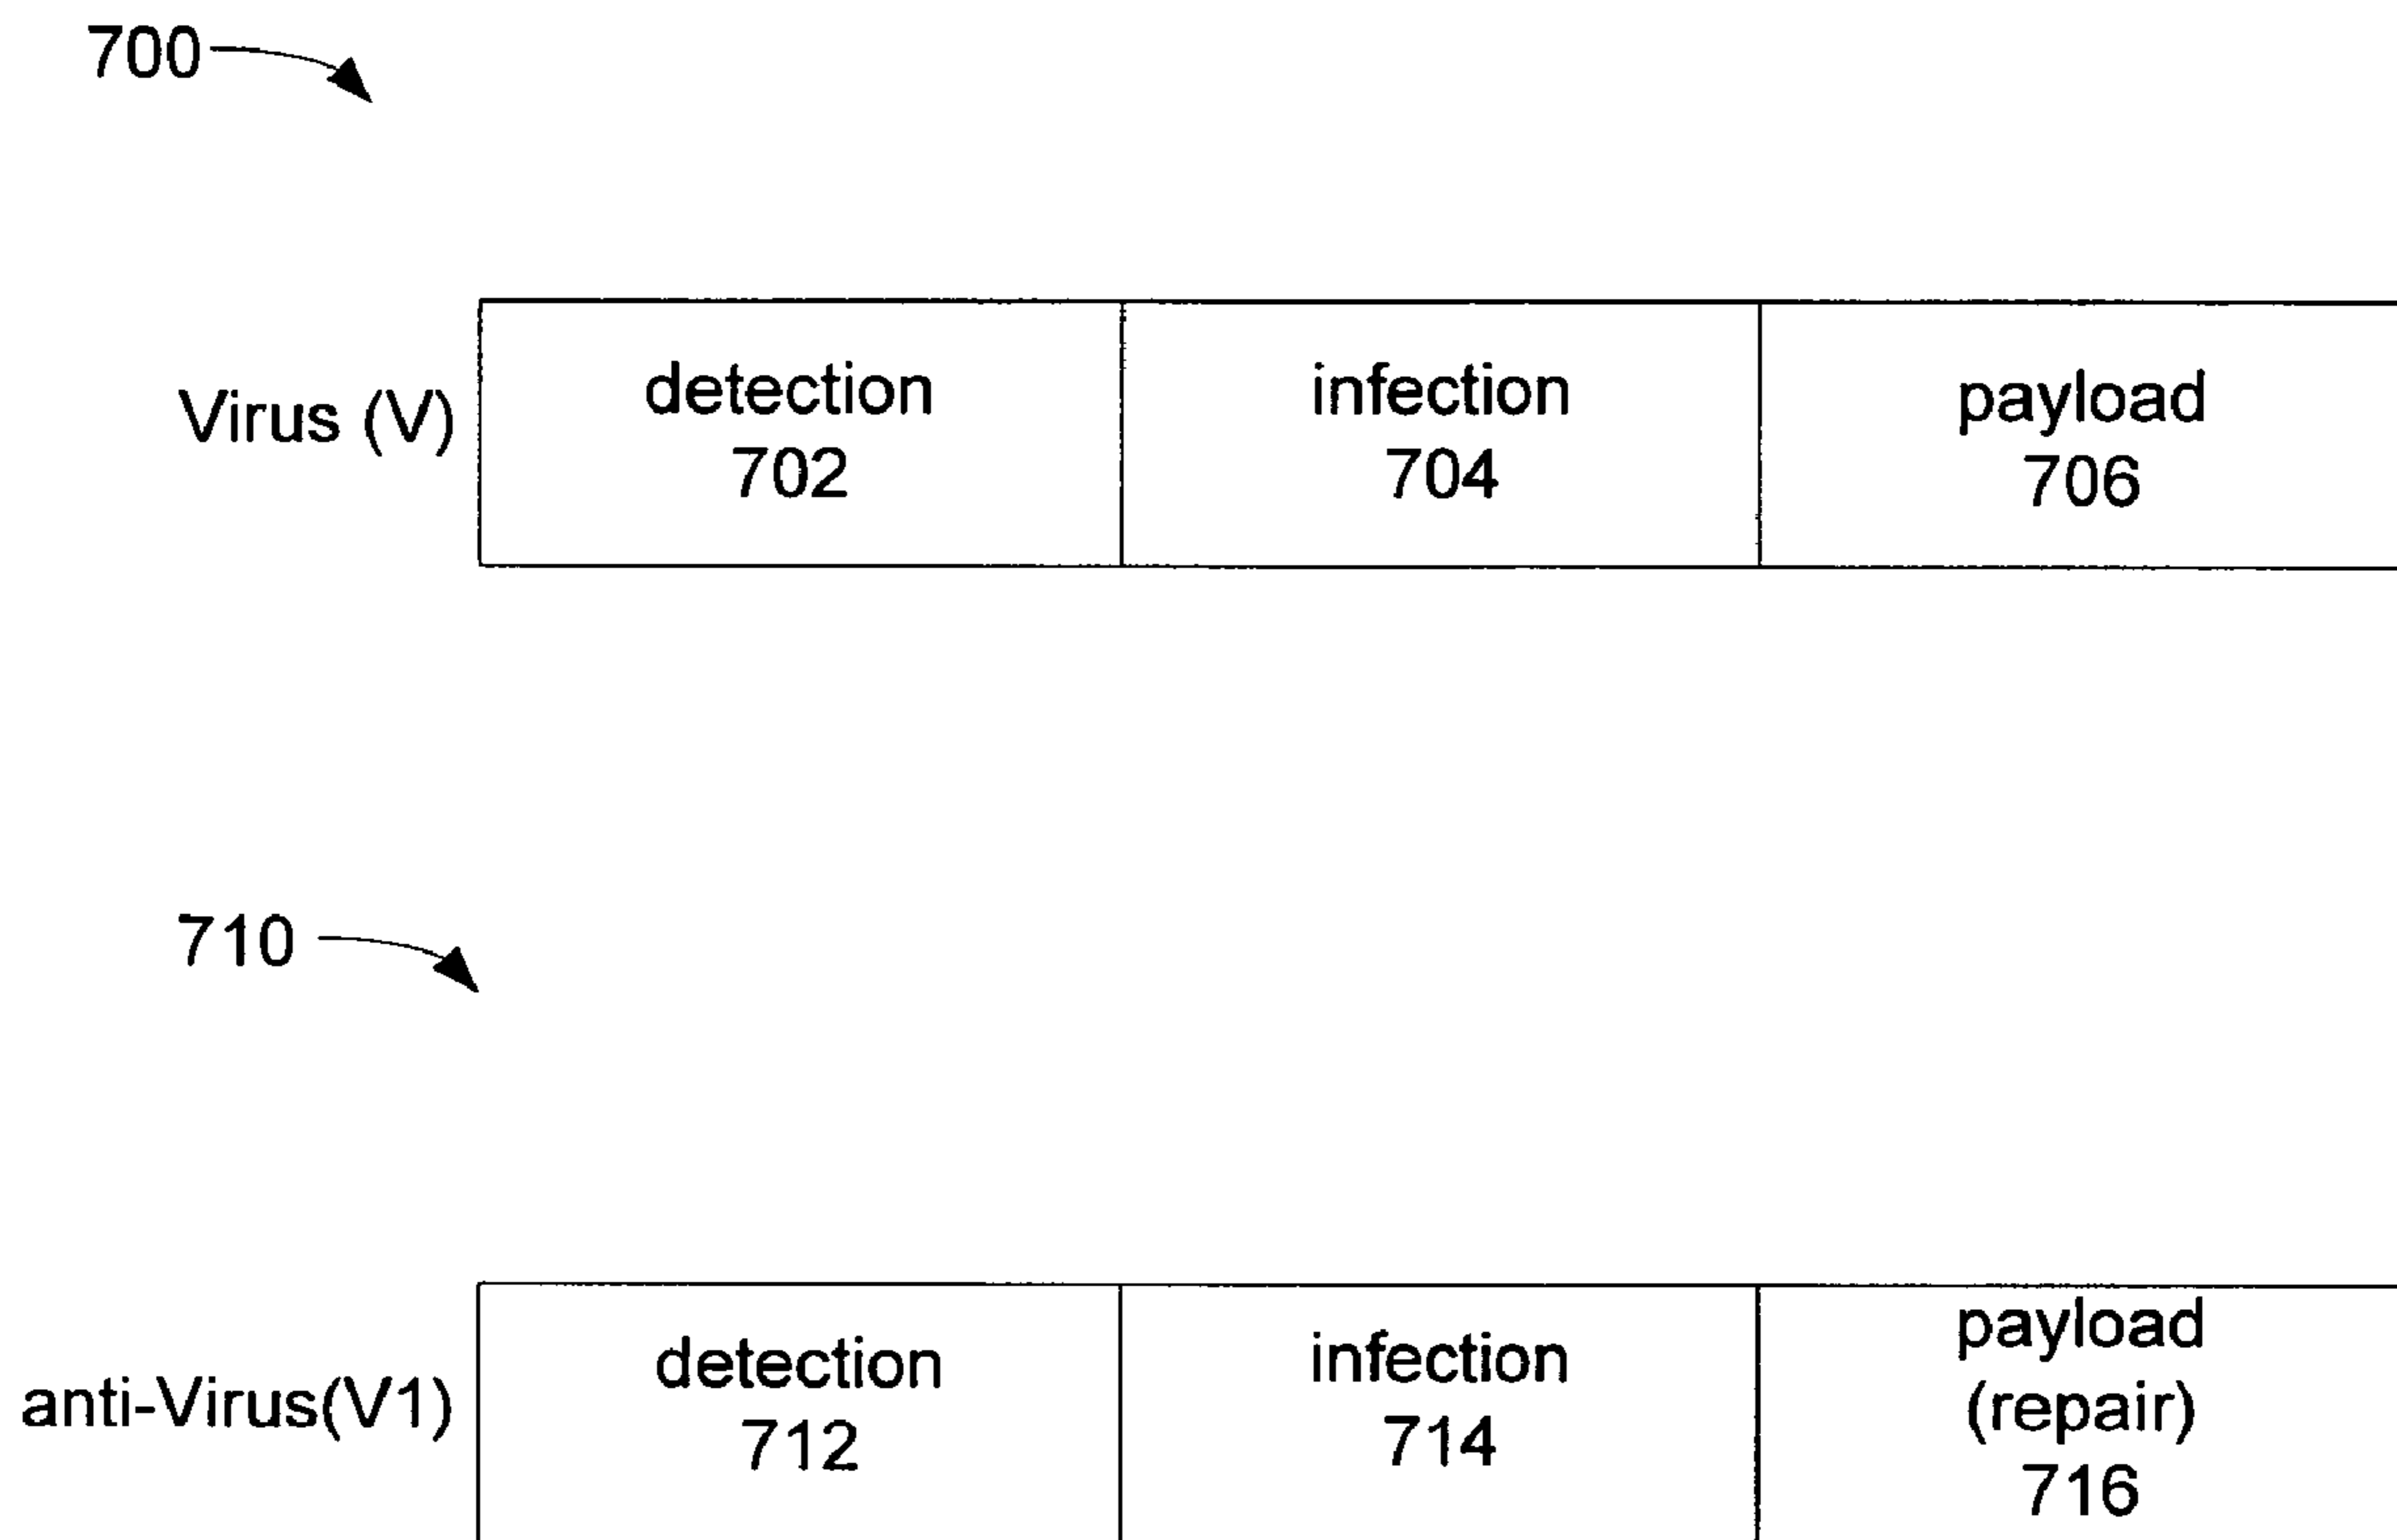 700
Virus (V)
detection
702
infection
704
payload
706
710
anti-Virus(V1)
detection
712
infection
714
payload
(repair)
716